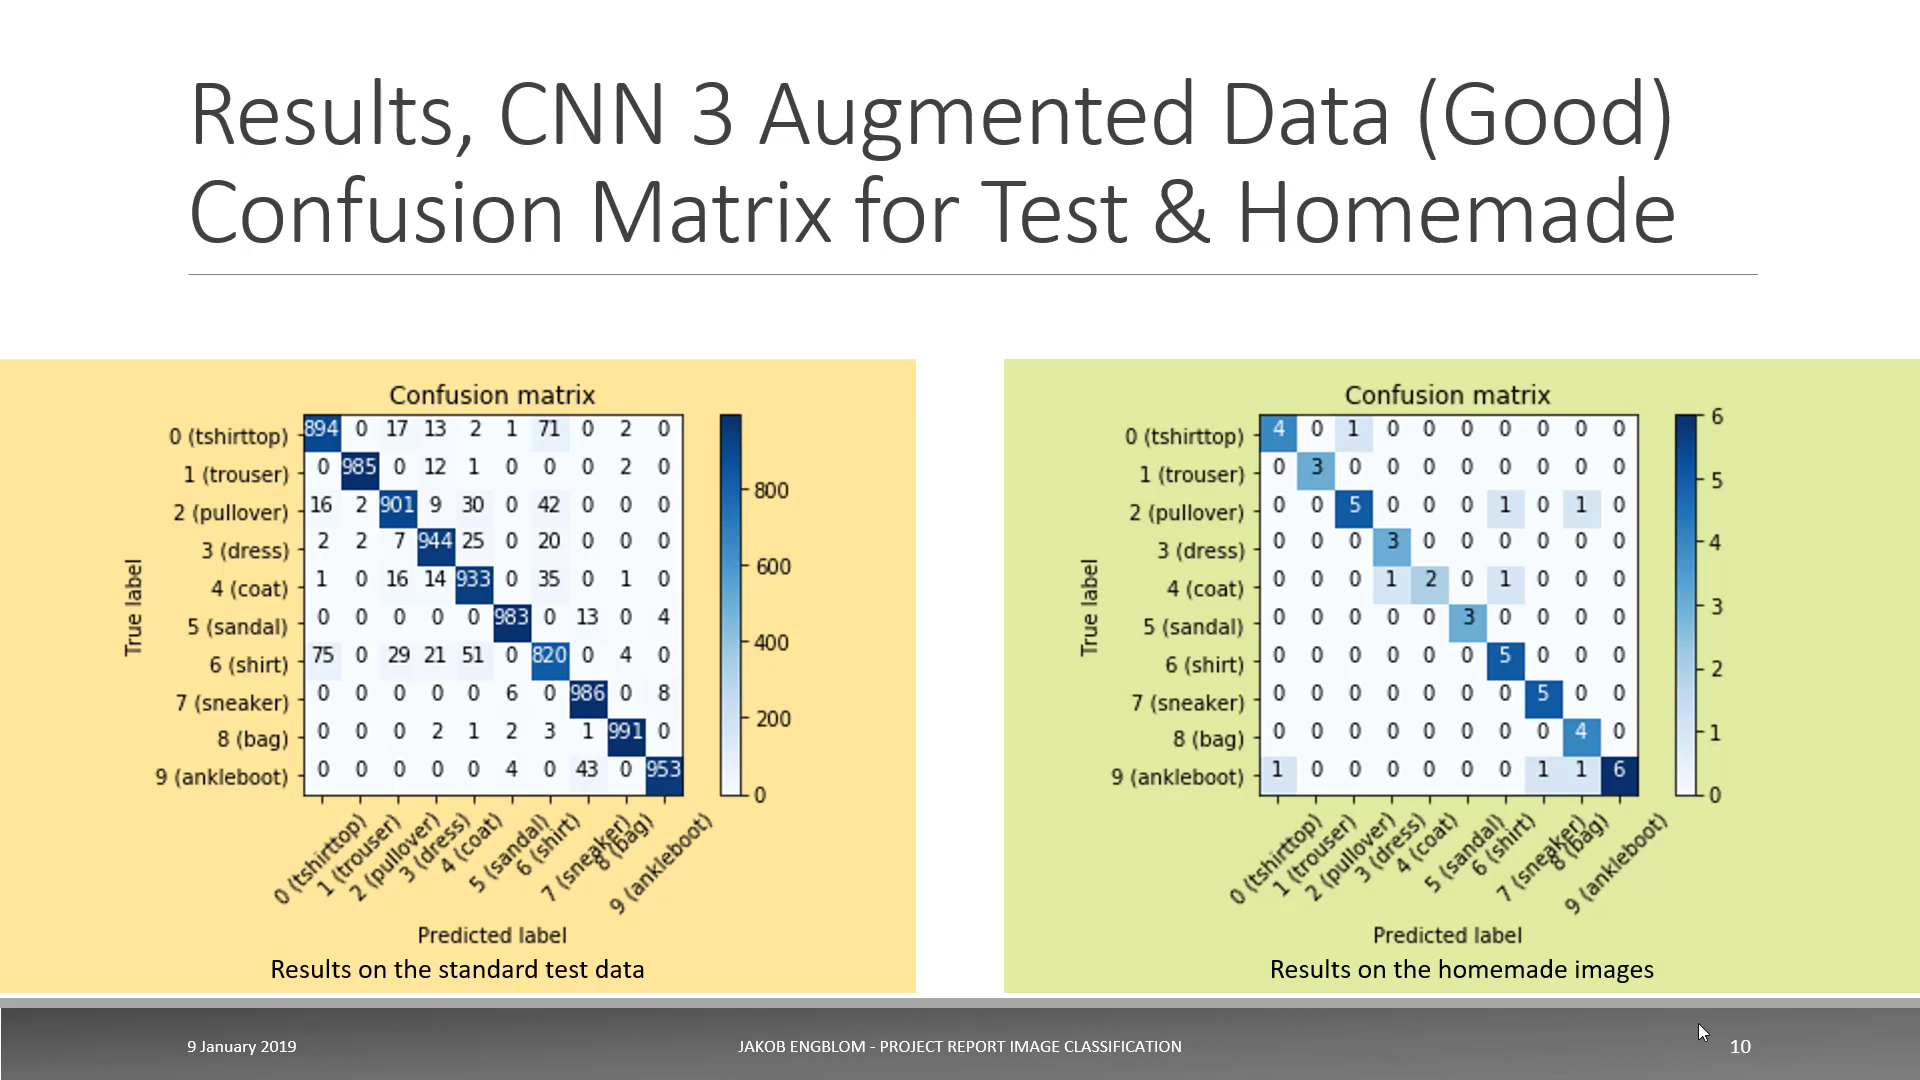 Results, CNN 3 Augmented Data (Good)
Confusion Matrix for Test & Homemade
Confusion matrix
0 (tshirttop) 894 0 17 13 2 1 71 0 2 0
1 (trouser) 0 985 0 12 1 0 0 0 2 0
2 (pullover) 16 2 901 9 30 0 42 0 0 0
3 (dress) 2 2 7 944 25 0 20 0 0 0
4 (coat) 1 0 16 14 933 0 35 0 1 0
5 (sandal) 0 0 0 0 0 983 0 13 0 4
6 (shirt) 75 0 29 21 51 0 820 0 4 0
7 (sneaker) 0 0 0 0 0 6 0 986 0 8
8 (bag) 0 0 0 2 1 2 3 1 991 0
9 (ankleboot) 0 0 0 0 0 4 0 43 0 953
True label
800
600
400
200
0
0 (tshirttop)
1 (trouser)
2 (pullover)
3 (dress)
4 (coat)
5 (sandal)
6 (shirt)
7 (sneaker)
8 (bag)
9 (ankleboot)
Predicted label
Results on the standard test data
Confusion matrix
0 (tshirttop) 4 0 1 0 0 0 0 0 0 0
1 (trouser) 0 3 0 0 0 0 0 0 0 0
2 (pullover) 0 0 5 0 0 0 1 0 1 0
3 (dress) 0 0 0 3 0 0 0 0 0 0
4 (coat) 0 0 0 1 2 0 1 0 0 0
5 (sandal) 0 0 0 0 0 3 0 0 0 0
6 (shirt) 0 0 0 0 0 0 5 0 0 0
7 (sneaker) 0 0 0 0 0 0 0 5 0 0
8 (bag) 0 0 0 0 0 0 0 0 4 0
9 (ankleboot) 1 0 0 0 0 0 0 1 1 6
True label
6
5
4
3
2
1
0
0 (tshirttop)
1 (trouser)
2 (pullover)
3 (dress)
4 (coat)
5 (sandal)
6 (shirt)
7 (sneaker)
8 (bag)
9 (ankleboot)
Predicted label
Results on the homemade images
9 January 2019
JAKOB ENGBLOM - PROJECT REPORT IMAGE CLASSIFICATION
10